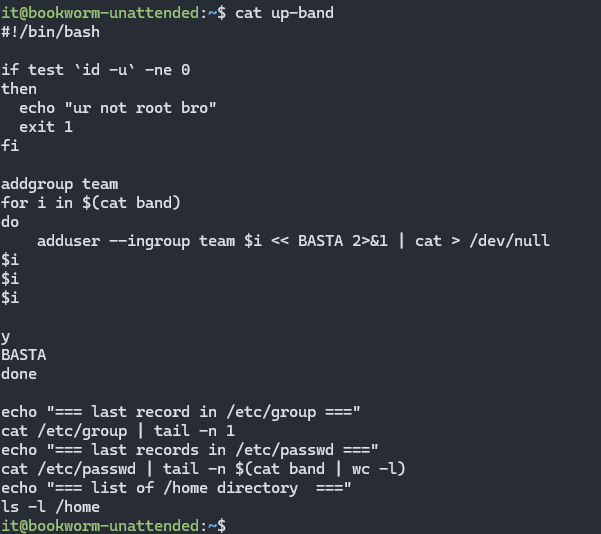 it@bookworm-unattended:~$ cat up-band
#!/bin/bash

if test `id -u` -ne 0
then
  echo "ur not root bro"
  exit 1
fi

addgroup team
for i in $(cat band)
do
    adduser --ingroup team $i << BASTA 2>&1 | cat > /dev/null
$i
$i
$i

y
BASTA
done

echo "=== last record in /etc/group ==="
cat /etc/group | tail -n 1
echo "=== last records in /etc/passwd ==="
cat /etc/passwd | tail -n $(cat band | wc -l)
echo "=== list of /home directory  ==="
ls -l /home
it@bookworm-unattended:~$